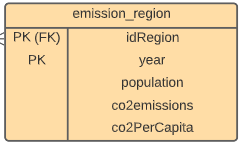 emission_region
PK (FK) idRegion
PK year
population
co2emissions
co2PerCapita